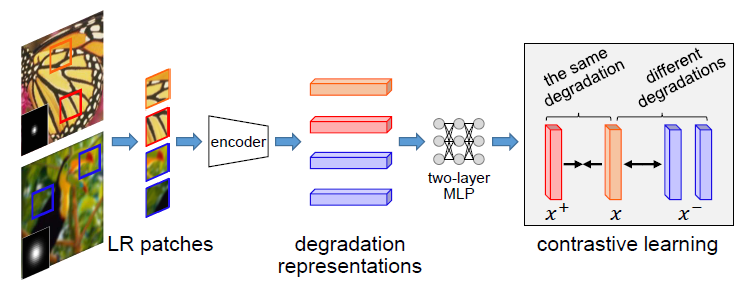 LR patches
encoder
degradation
representations
two-layer
MLP
the same
degradation
different
degradations
x⁺
x
x⁻
contrastive learning